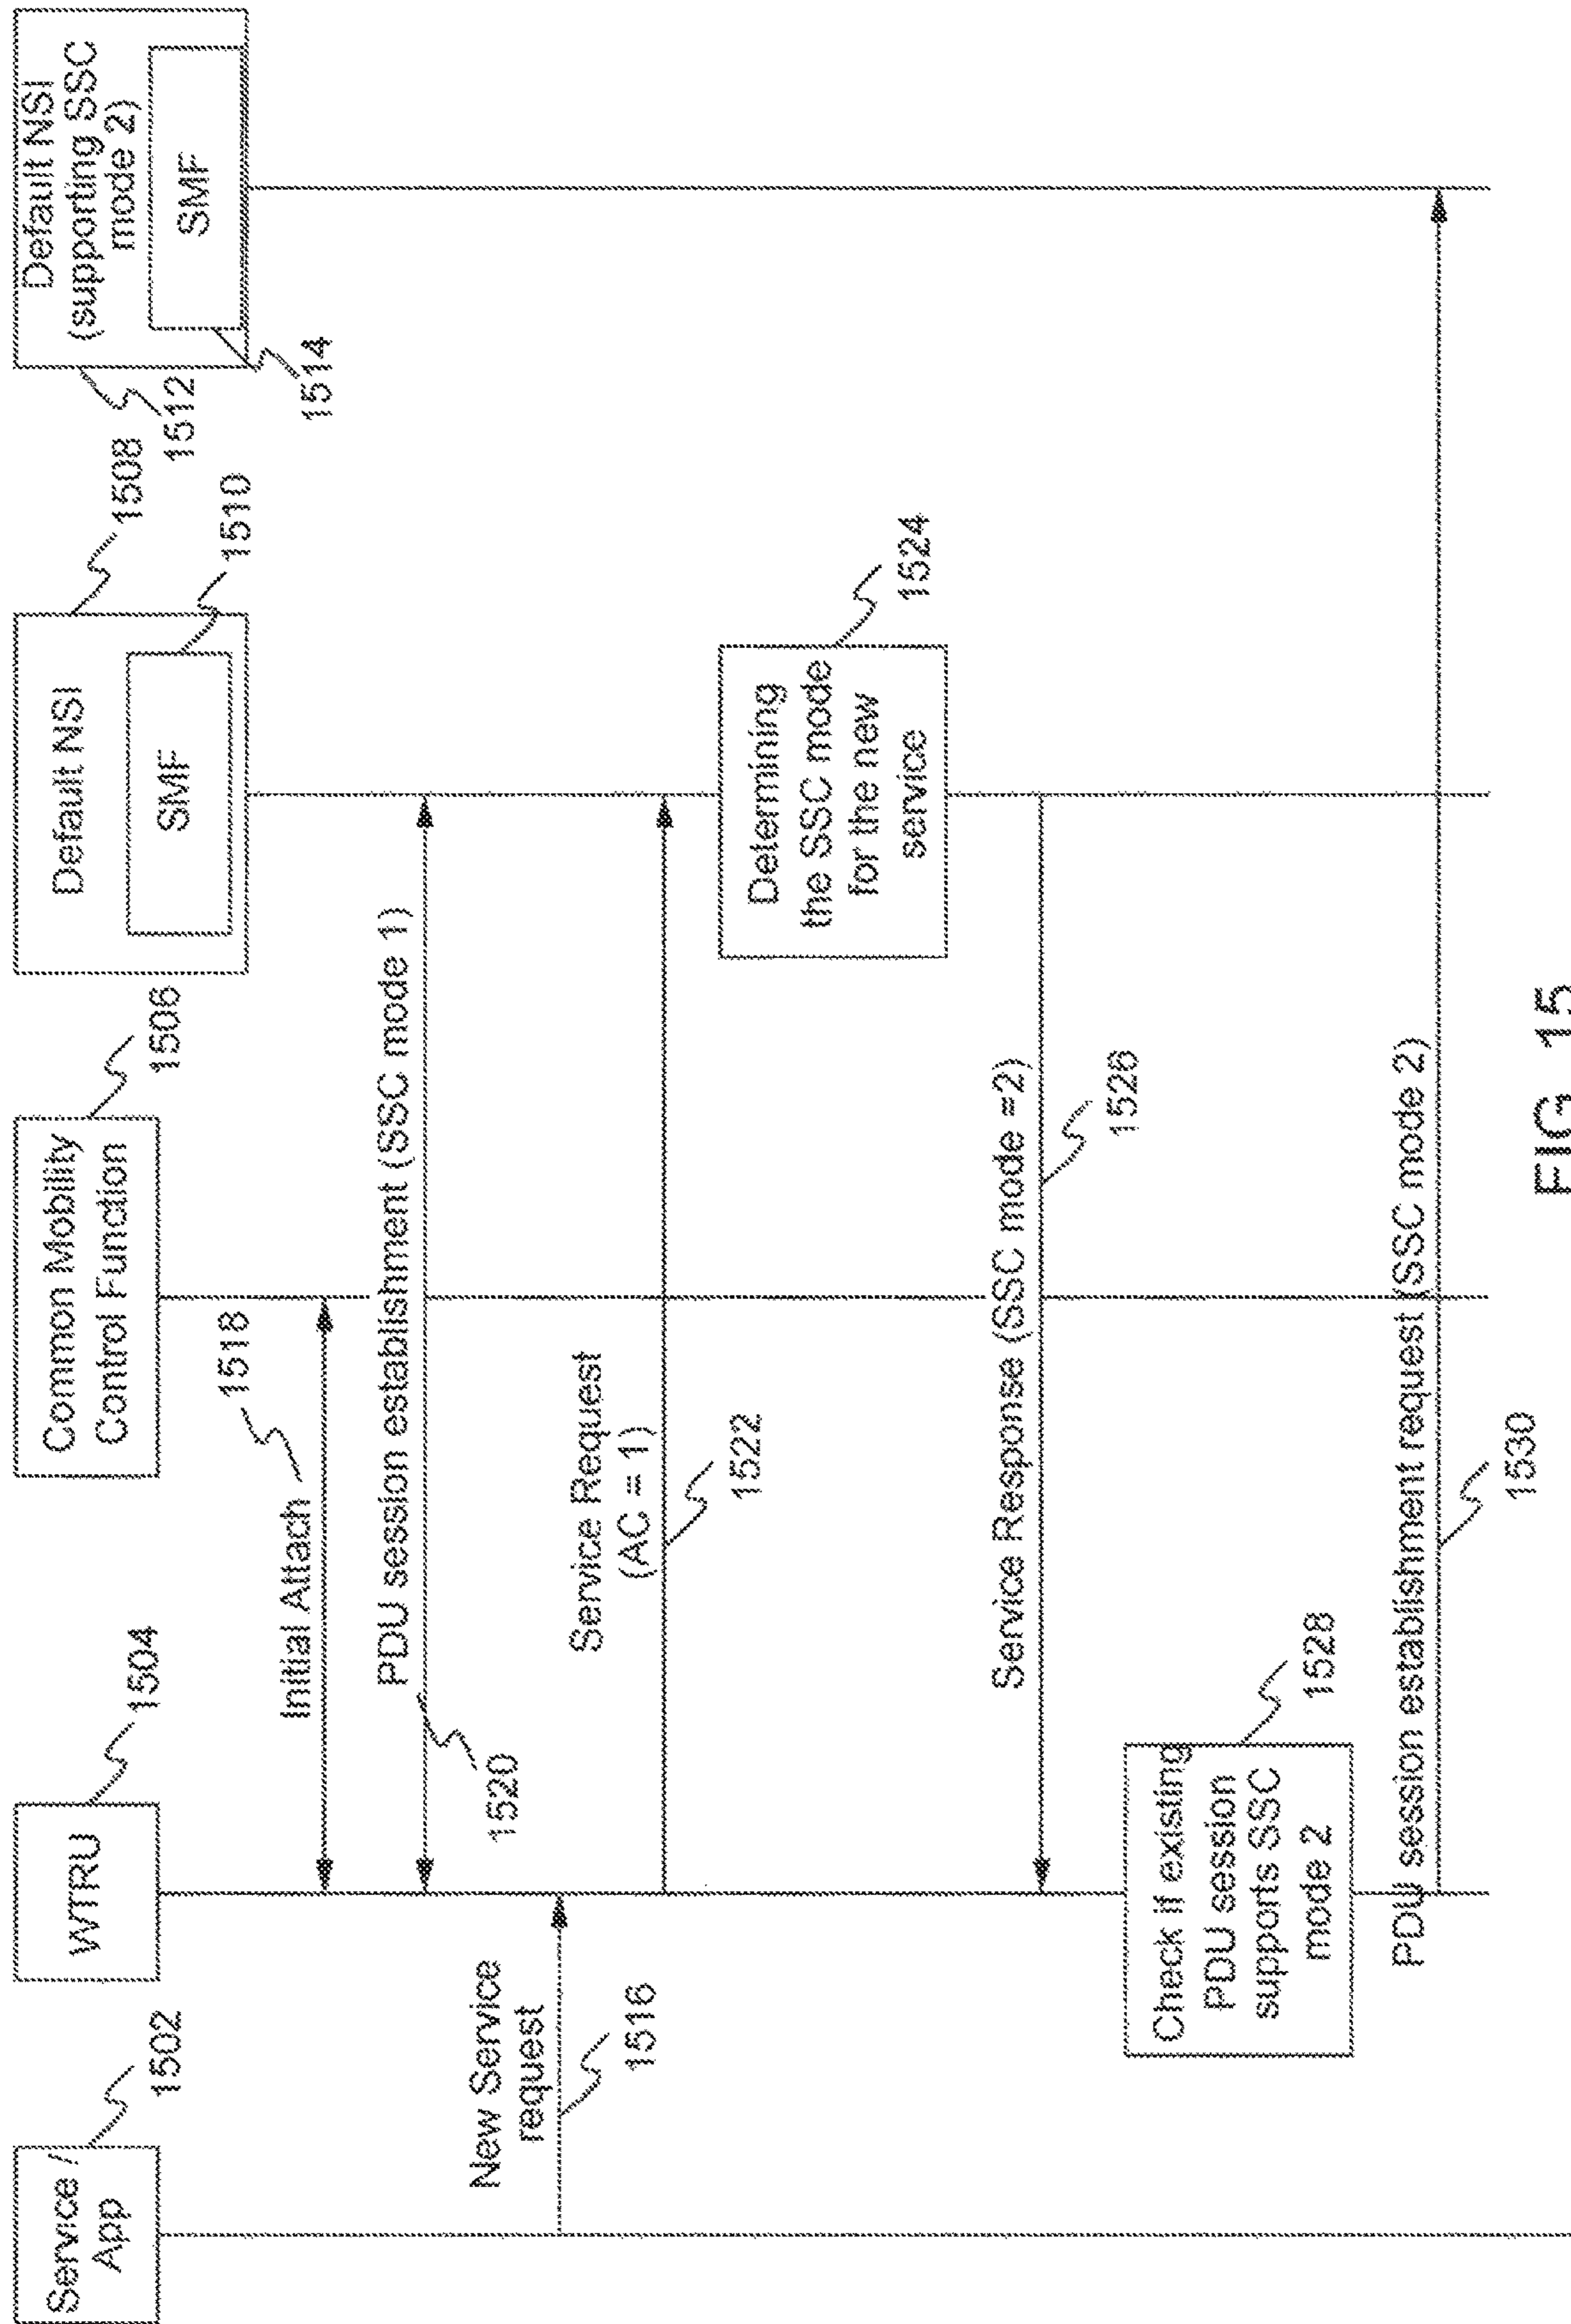 Service /
App
1502
WTRU
1504
Common Mobility
Control Function
1506
Default NSI
SMF
1508
1510
Default NSI
(supporting SSC
mode 2)
SMF
1512
1514
Initial Attach
1518
PDU session establishment (SSC mode 1)
1520
New Service
request
1516
Service Request
(AC = 1)
1522
Determining
the SSC mode
for the new
service
1524
Service Response (SSC mode =2)
1526
Check if existing
PDU session
supports SSC
mode 2
1528
PDU session establishment request (SSC mode 2)
1530
FIG. 15